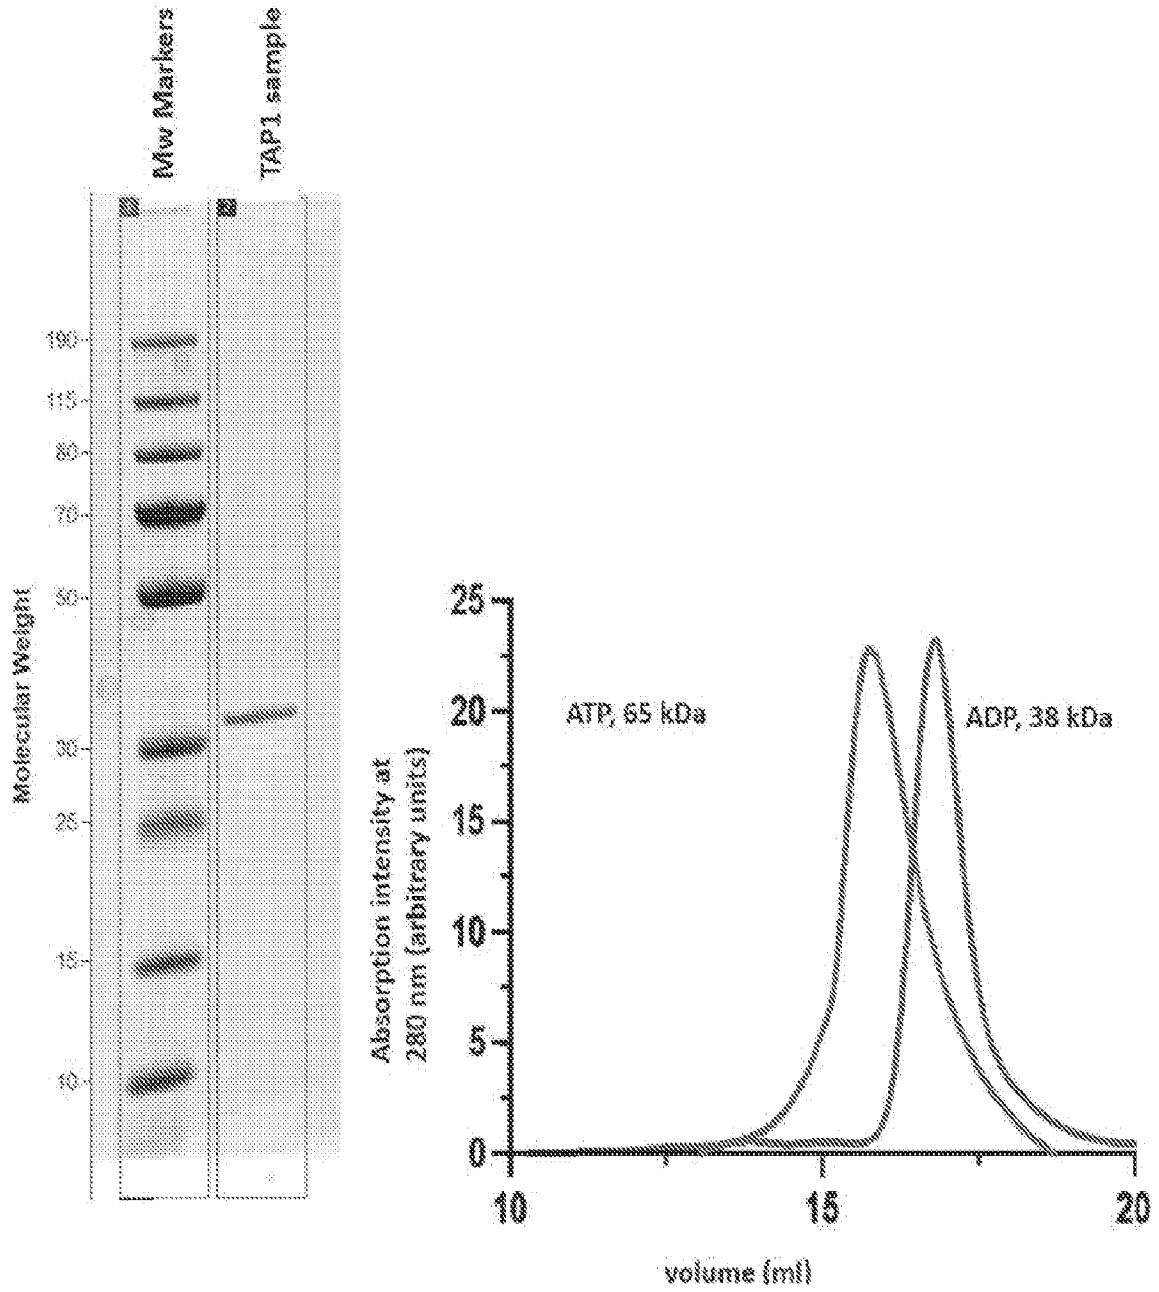 Mw Markers
TAP1 sample
Molecular Weight
190
115
80
70
50
30
25
15
10
Absorption intensity at
280 nm (arbitrary units)
25
20
15
10
5
0
ATP, 65 kDa
ADP, 38 kDa
10
15
20
volume (ml)